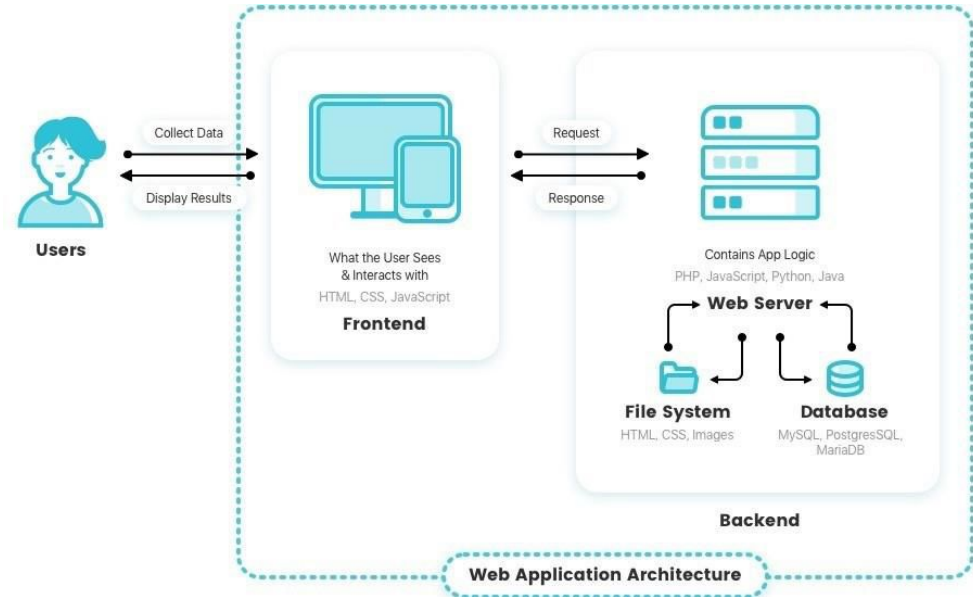 Collect Data
Display Results
Users
What the User Sees
& Interacts with
HTML, CSS, JavaScript
Frontend
Request
Response
Contains App Logic
PHP, JavaScript, Python, Java
Web Server
File System
HTML, CSS, Images
Database
MySQL, PostgresSQL,
MariaDB
Backend
Web Application Architecture